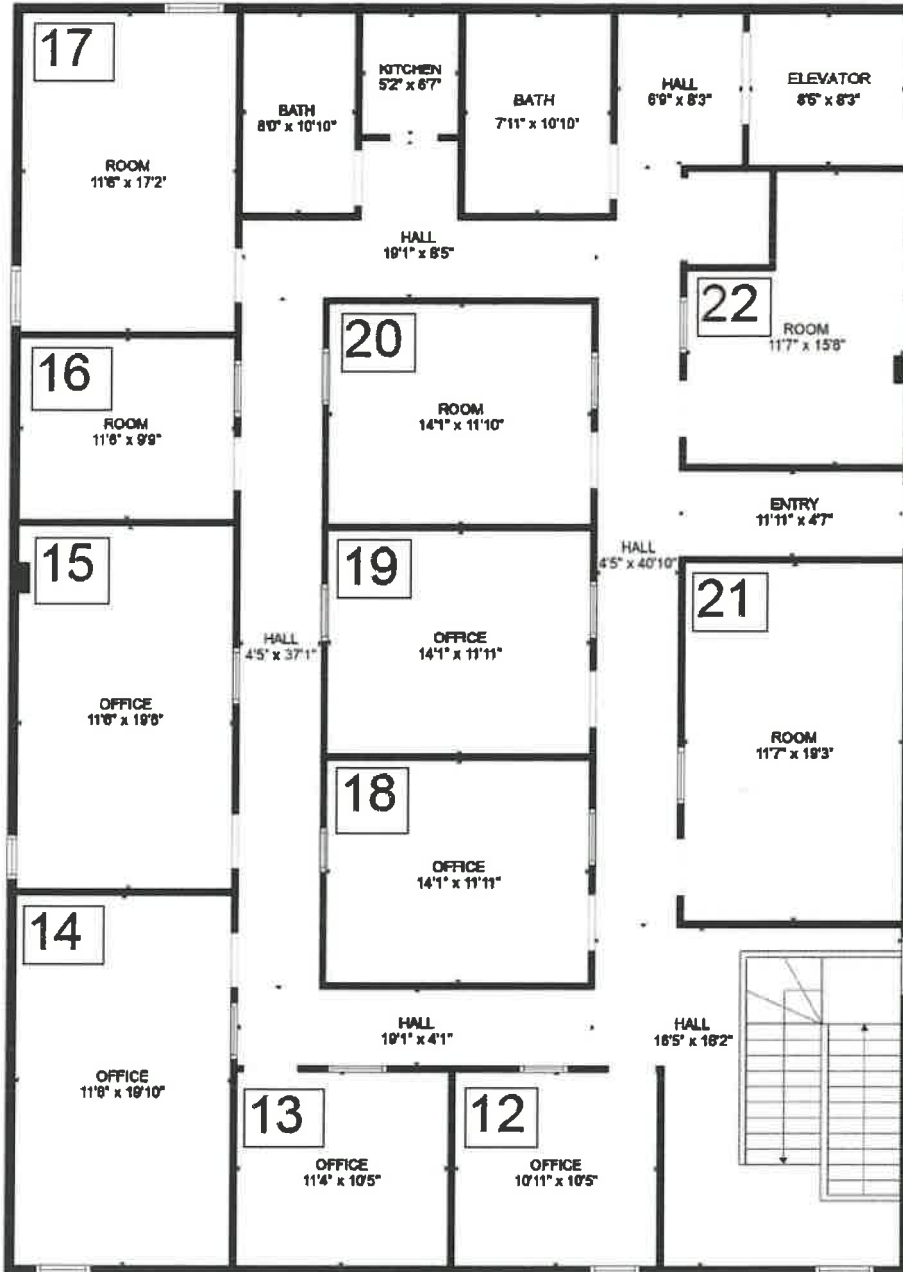 17
ROOM
11'6" x 17'2"
BATH
6'0" x 10'10"
KITCHEN
5'2" x 6'7"
BATH
7'11" x 10'10"
HALL
6'9" x 8'3"
ELEVATOR
8'5" x 8'3"
HALL
19'1" x 8'5"
22
ROOM
11'7" x 15'8"
16
ROOM
11'6" x 9'9"
20
ROOM
14'1" x 11'10"
ENTRY
11'11" x 4'7"
15
OFFICE
11'6" x 19'6"
HALL
4'5" x 37'1"
19
OFFICE
14'1" x 11'11"
HALL
4'5" x 40'10"
21
ROOM
11'7" x 19'3"
18
OFFICE
14'1" x 11'11"
14
OFFICE
11'8" x 19'10"
HALL
19'1" x 4'1"
HALL
16'5" x 16'2"
13
OFFICE
11'4" x 10'5"
12
OFFICE
10'11" x 10'5"